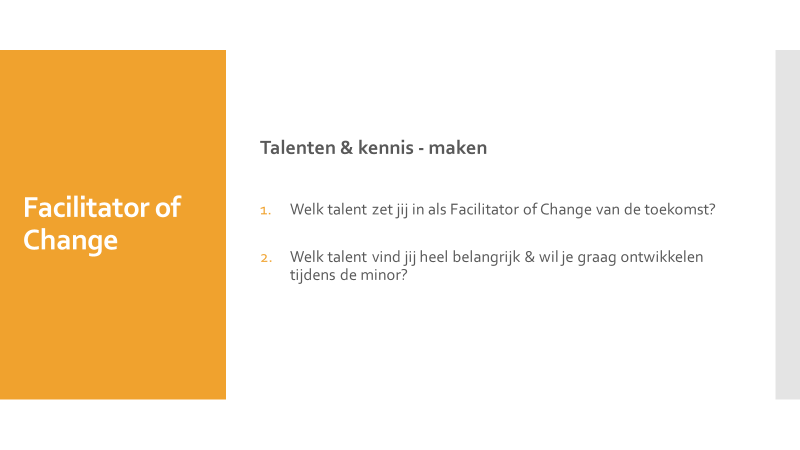 Facilitator of
Change
Talenten & kennis - maken
1. Welk talent zet jij in als Facilitator of Change van de toekomst?
2. Welk talent vind jij heel belangrijk & wil je graag ontwikkelen
tijdens de minor?